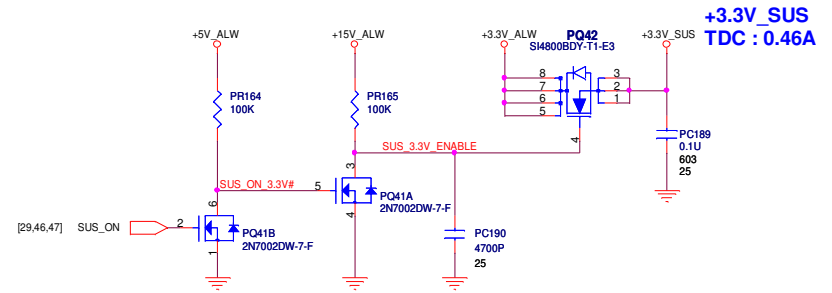 +3.3V_SUS
TDC : 0.46A
+5V_ALW
+15V_ALW
+3.3V_ALW
PQ42
SI4800BDY-T1-E3
+3.3V_SUS
8
7
6
5
3
2
1
4
PR164
100K
PR165
100K
PC189
0.1U
603
25
SUS_3.3V_ENABLE
SUS_ON_3.3V#
5
3
4
PQ41A
2N7002DW-7-F
[29,46,47]
SUS_ON
2
6
1
PQ41B
2N7002DW-7-F
PC190
4700P
25